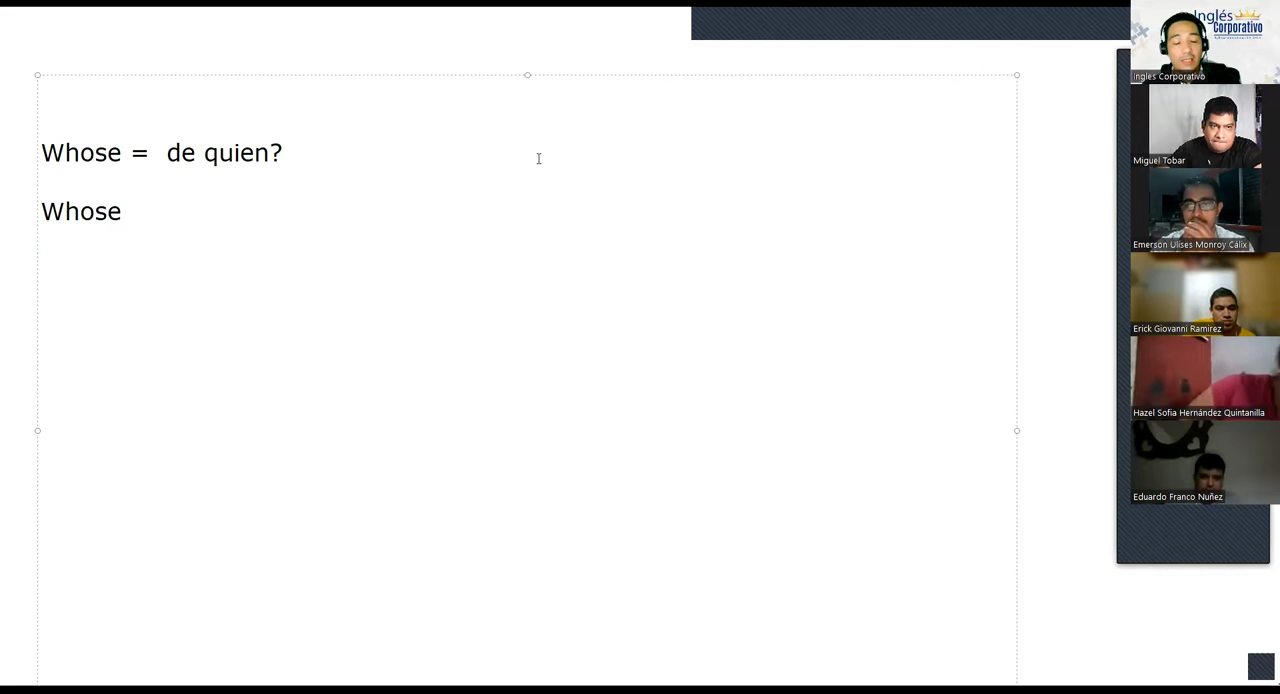 Whose =  de quien?
Whose
Inglés
Corporativo
Ingles Corporativo
Miguel Tobar
Emerson Ulises Monroy Cálix
Erick Giovanni Ramirez
Hazel Sofia Hernández Quintanilla
Eduardo Franco Nuñez